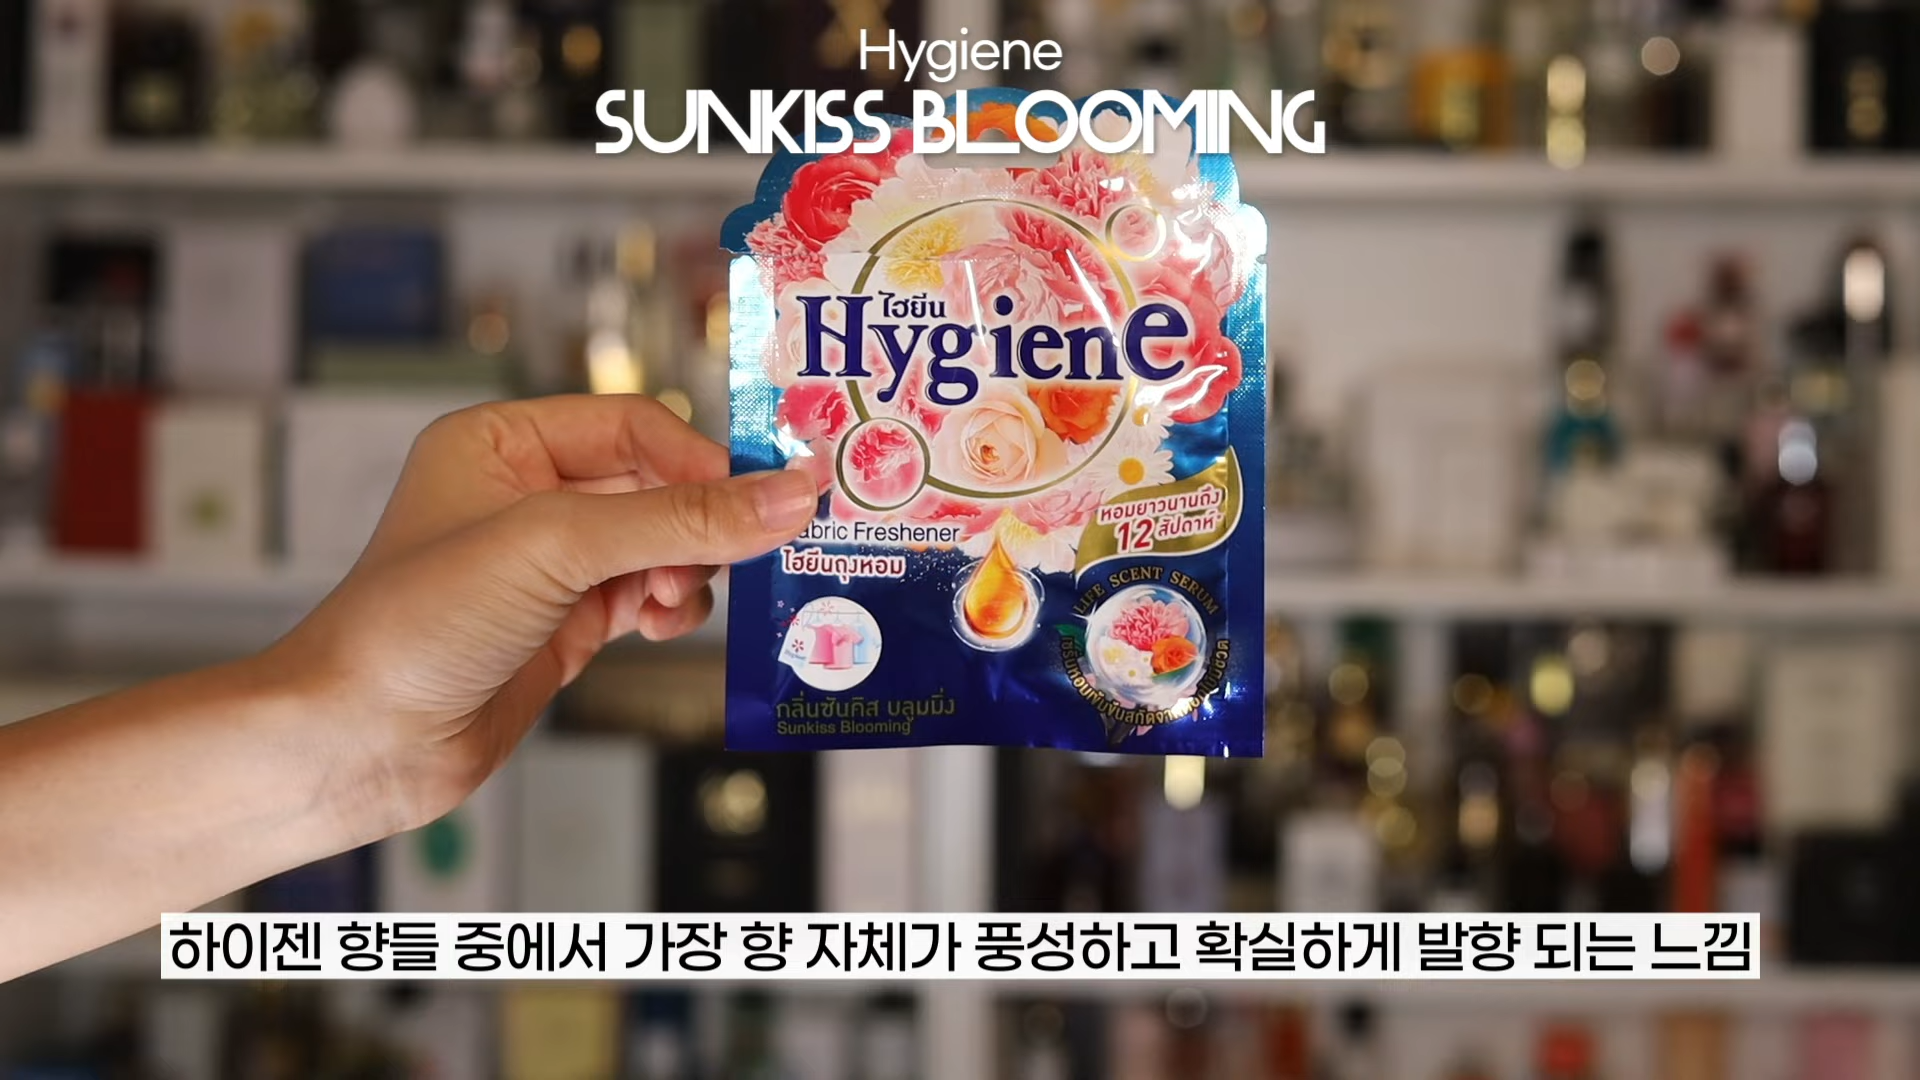 Hygiene
SUNKISS BLOOMING
ไฮยีน
Hygiene
abric Freshener
ไฮยีนถุงหอม
หอมยาวนานถึง
12 สัปดาห์*
LIFE SCENT SERUM
กลิ่นซันคิส บลูมมิ่ง
Sunkiss Blooming
하이젠 향들 중에서 가장 향 자체가 풍성하고 확실하게 발향 되는 느낌